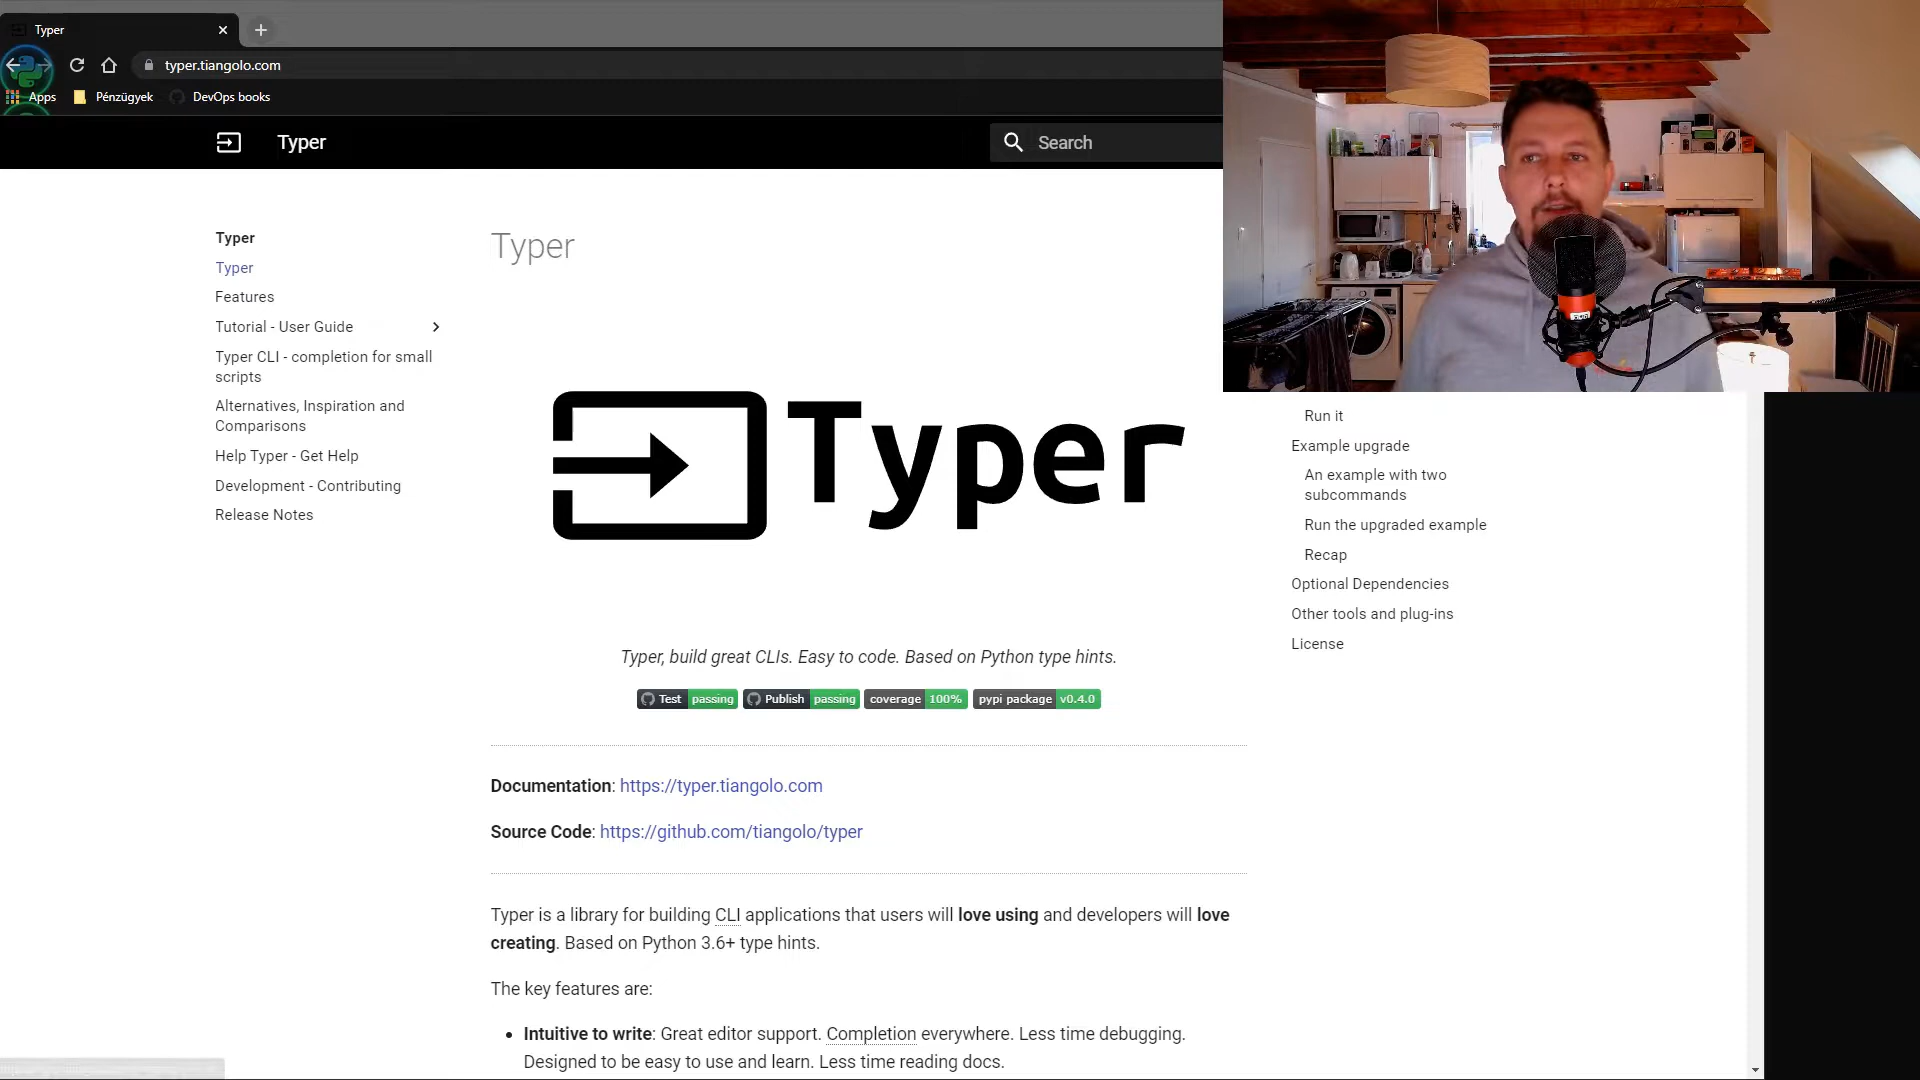 Typer
typer.tiangolo.com
Apps
Pénzügyek
DevOps books
Typer
Search
Typer
Typer
Features
Tutorial - User Guide
Typer CLI - completion for small
scripts
Alternatives, Inspiration and
Comparisons
Help Typer - Get Help
Development - Contributing
Release Notes
Typer
Typer
Typer, build great CLIs. Easy to code. Based on Python type hints.
Test passing Publish passing coverage 100% pypi package v0.4.0
Documentation: https://typer.tiangolo.com
Source Code: https://github.com/tiangolo/typer
Typer is a library for building CLI applications that users will love using and developers will love
creating. Based on Python 3.6+ type hints.
The key features are:
• Intuitive to write: Great editor support. Completion everywhere. Less time debugging.
Designed to be easy to use and learn. Less time reading docs.
Run it
Example upgrade
An example with two
subcommands
Run the upgraded example
Recap
Optional Dependencies
Other tools and plug-ins
License